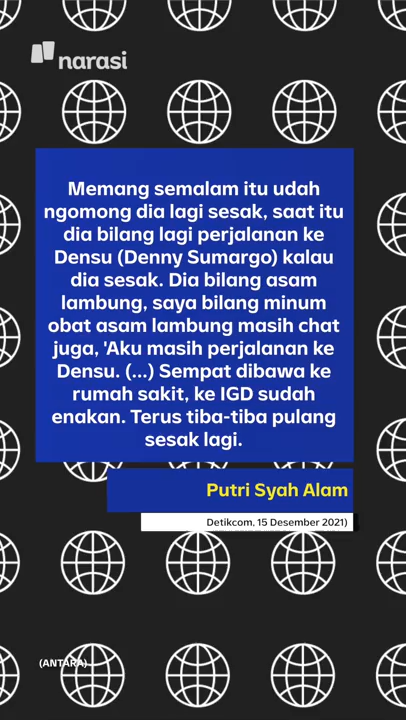 narasi
Memang semalam itu udah
ngomong dia lagi sesak, saat itu
dia bilang lagi perjalanan ke
Densu (Denny Sumargo) kalau
dia sesak. Dia bilang asam
lambung, saya bilang minum
obat asam lambung masih chat
juga, 'Aku masih perjalanan ke
Densu. (...) Sempat dibawa ke
rumah sakit, ke IGD sudah
enakan. Terus tiba-tiba pulang
sesak lagi.
Putri Syah Alam
Detikcom, 15 Desember 2021)
(ANTARA)